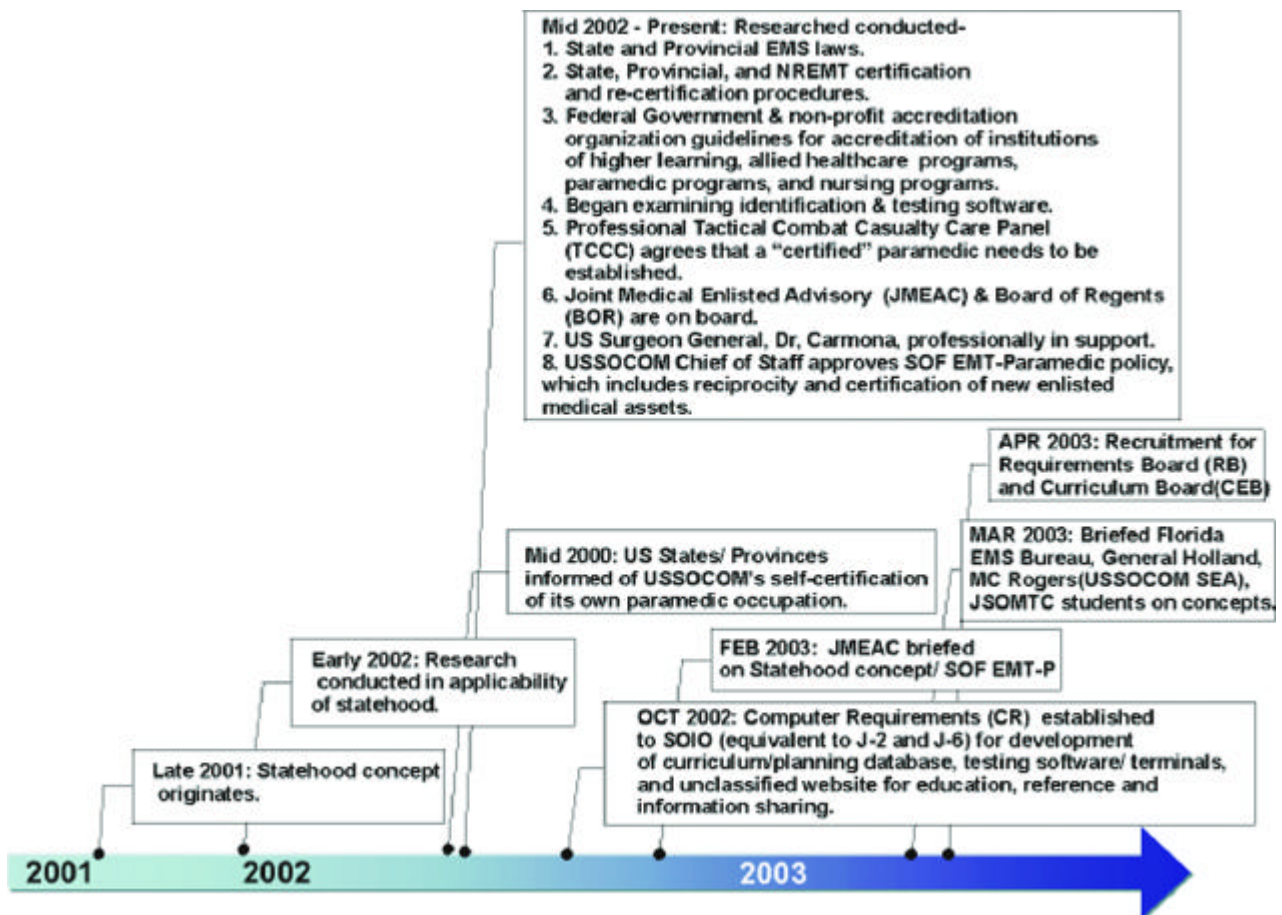 Mid 2002 - Present: Researched conducted-
1. State and Provincial EMS laws.
2. State, Provincial, and NREMT certification
and re-certification procedures.
3. Federal Government & non-profit accreditation
organization guidelines for accreditation of institutions
of higher learning, allied healthcare programs,
paramedic programs, and nursing programs.
4. Began examining identification & testing software.
5. Professional Tactical Combat Casualty Care Panel
(TCCC) agrees that a “certified” paramedic needs to be
established.
6. Joint Medical Enlisted Advisory (JMEAC) & Board of Regents
(BOR) are on board.
7. US Surgeon General, Dr, Carmona, professionally in support.
8. USSOCOM Chief of Staff approves SOF EMT-Paramedic policy,
which includes reciprocity and certification of new enlisted
medical assets.
APR 2003: Recruitment for
Requirements Board (RB)
and Curriculum Board(CEB)
MAR 2003: Briefed Florida
EMS Bureau, General Holland,
MC Rogers(USSOCOM SEA),
JSOMTC students on concepts.
Mid 2000: US States/ Provinces
informed of USSOCOM's self-certification
of its own paramedic occupation.
FEB 2003: JMEAC briefed
on Statehood concept/ SOF EMT-P
Early 2002: Research
conducted in applicability
of statehood.
OCT 2002: Computer Requirements (CR) established
to SOIO (equivalent to J-2 and J-6) for development
of curriculum/planning database, testing software/ terminals,
and unclassified website for education, reference and
information sharing.
Late 2001: Statehood concept
originates.
2001 2002 2003